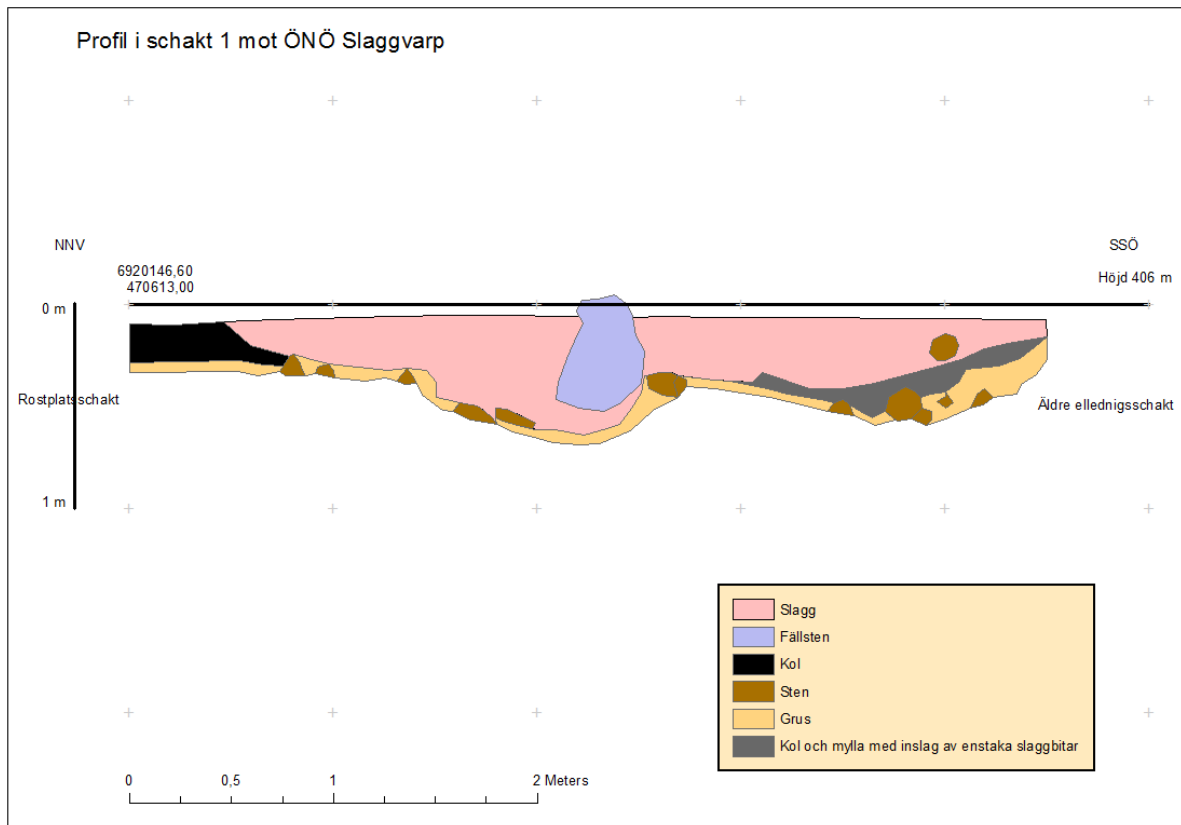 Profil i schakt 1 mot ÖNÖ Slaggvarp
NNV
SSÖ
6920146,60
470613,00
Höjd 406 m
0 m
Rostplatsschakt
Äldre ellednigsschakt
1 m
Slagg
Fällsten
Kol
Sten
Grus
Kol och mylla med inslag av enstaka slaggbitar
0 0,5 1 2 Meters